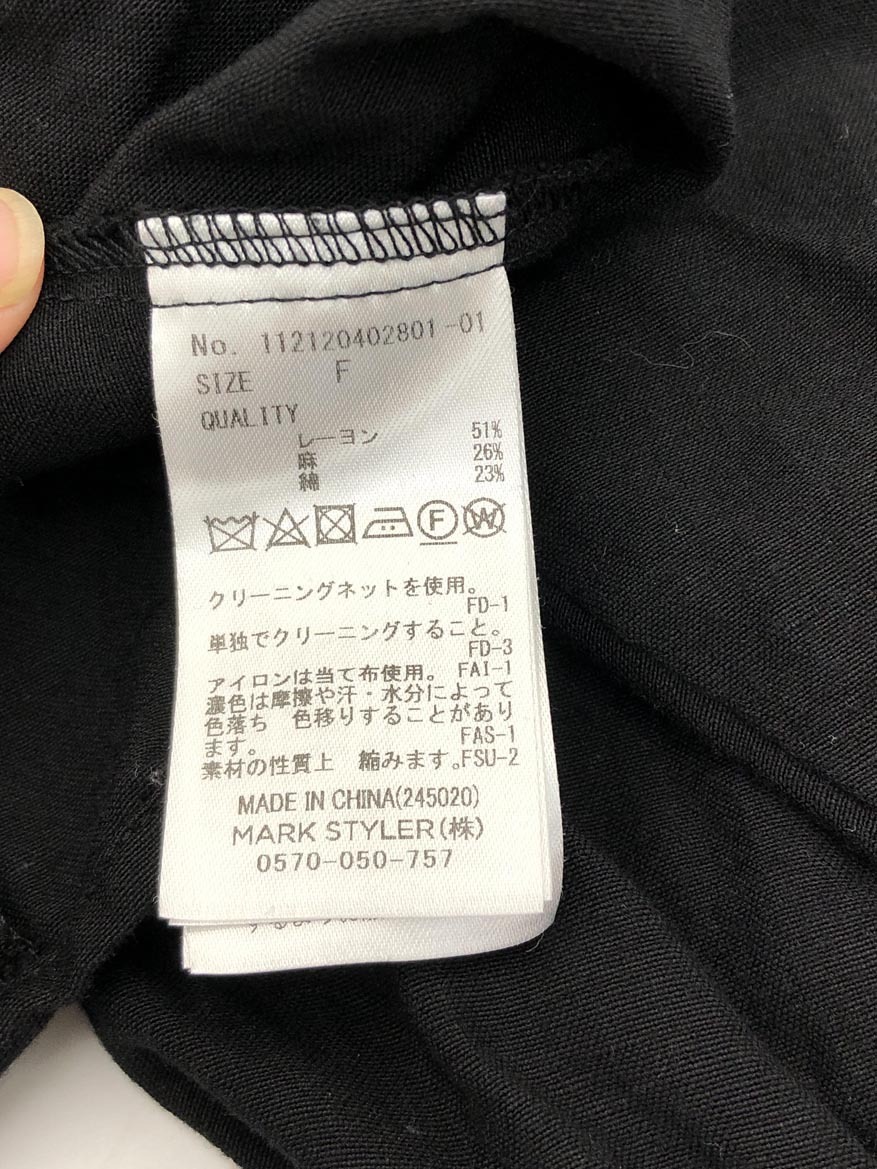 No. 112120402801-01
SIZE F
QUALITY
レーヨン 51%
麻 26%
綿 23%
F W
クリーニングネットを使用。
FD-1
単独でクリーニングすること。
FD-3
アイロンは当て布使用。 FAI-1
濃色は摩擦や汗・水分によって
色落ち 色移りすることがあり
ます。 FAS-1
素材の性質上 縮みます。FSU-2
MADE IN CHINA(245020)
MARK STYLER(株)
0570-050-757